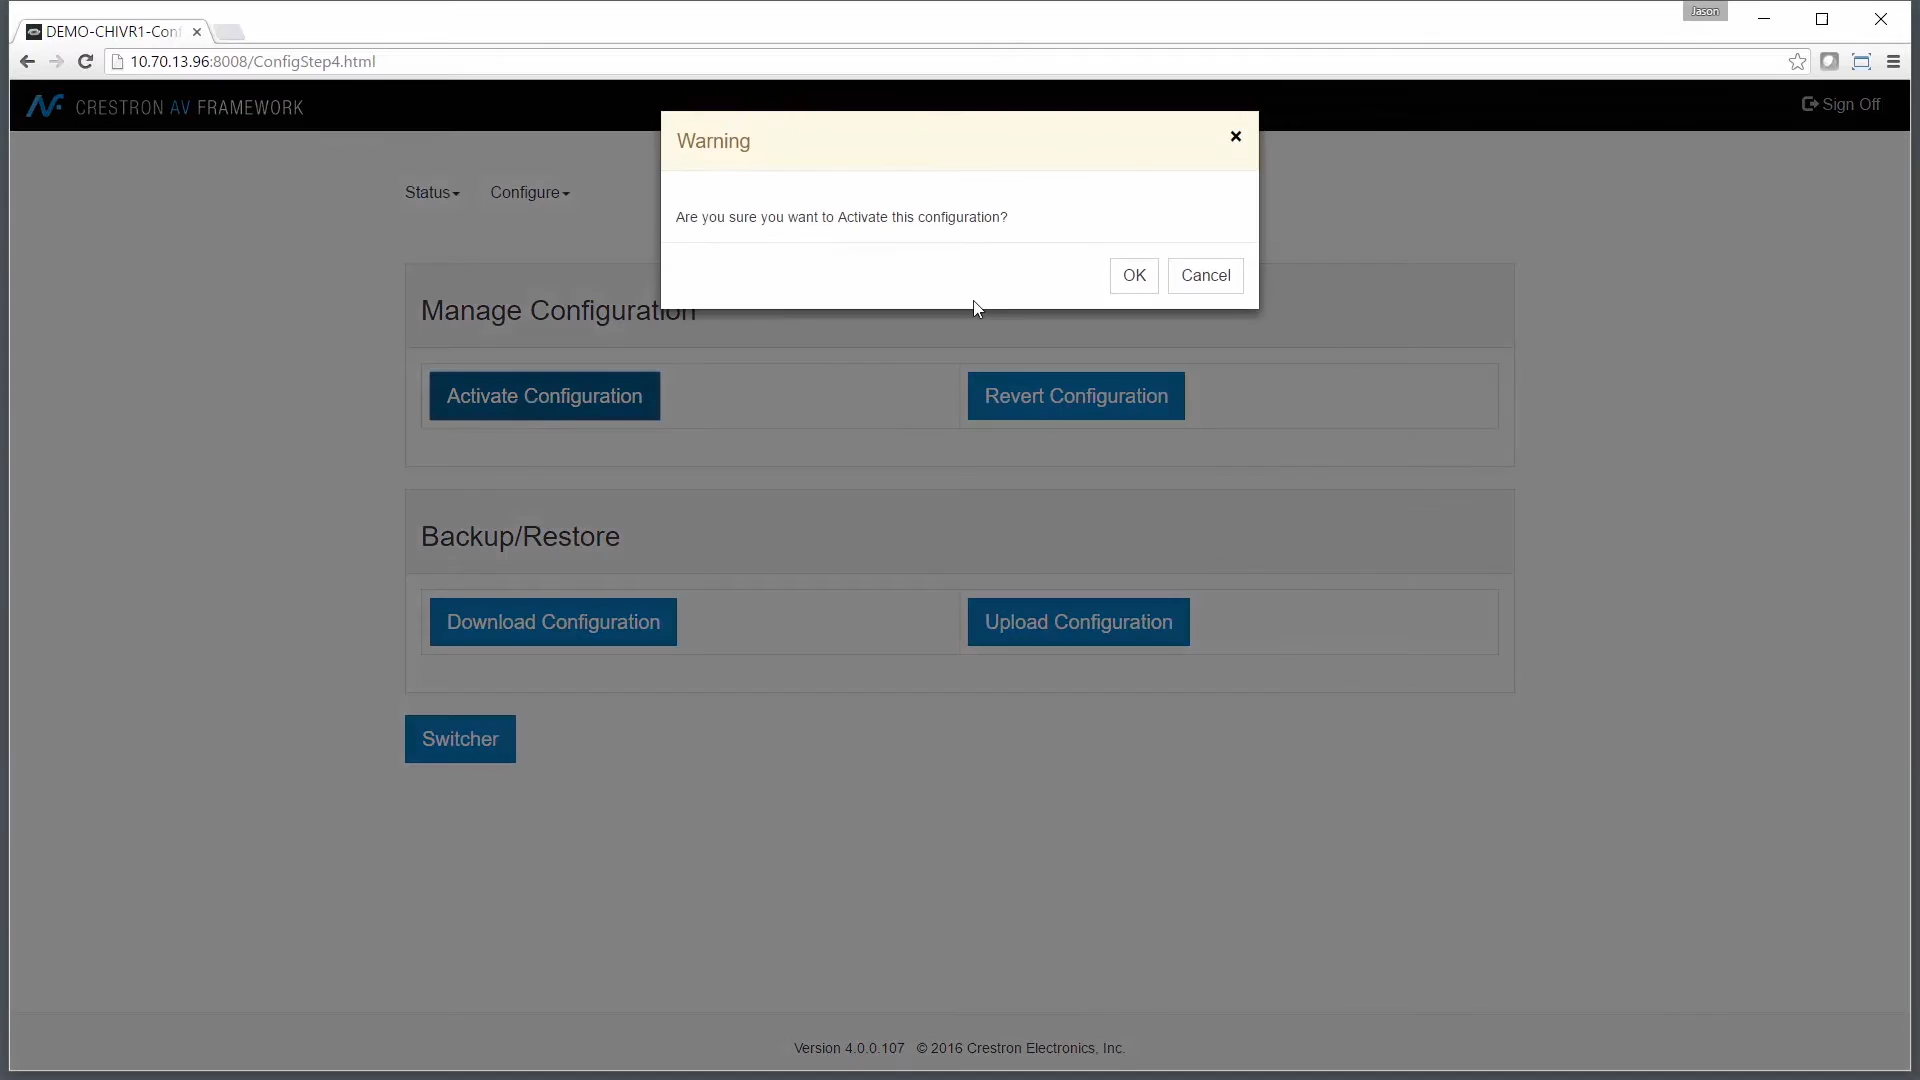 Jason
DEMO-CHIVR1-Conf
10.70.13.96:8008/ConfigStep4.html
CRESTRON AV FRAMEWORK
Sign Off
Warning
Are you sure you want to Activate this configuration?
OK Cancel
Status Configure
Manage Configuration
Activate Configuration Revert Configuration
Backup/Restore
Download Configuration Upload Configuration
Switcher
Version 4.0.0.107 © 2016 Crestron Electronics, Inc.